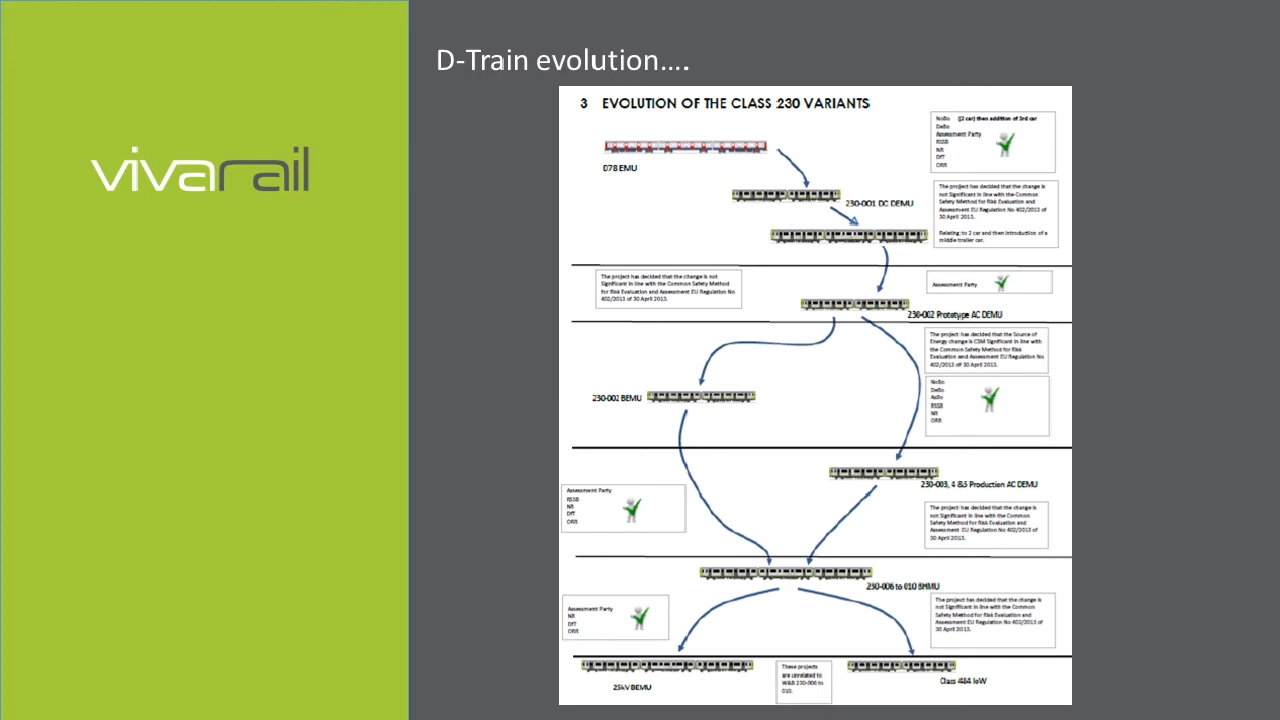 vivarail
D-Train evolution....
3 EVOLUTION OF THE CLASS 230 VARIANTS
NoBo (2 car) then addition of 3rd car
DeBo
Assessment Party
RSSB
NR
DfT
ORR
D78 EMU
The project has decided that the change is
not Significant in line with the Common
Safety Method for Risk Evaluation and
Assessment EU Regulation No 402/2013 of
30 April 2013.
Relating to 2 car and then introduction of a
middle trailer car.
230-001 DC DEMU
The project has decided that the change is not
Significant in line with the Common Safety Method
for Risk Evaluation and Assessment EU Regulation No
402/2013 of 30 April 2013.
Assessment Party
230-002 Prototype AC DEMU
The project has decided that the Source of
Energy change is CSM Significant in line with
the Common Safety Method for Risk
Evaluation and Assessment EU Regulation No
402/2013 of 30 April 2013.
230-002 BEMU
NoBo
DeBo
AsBo
RSSB
NR
ORR
230-003, 4 &5 Production AC DEMU
Assessment Party
RSSB
NR
DfT
ORR
The project has decided that the change is
not Significant in line with the Common
Safety Method for Risk Evaluation and
Assessment EU Regulation No 402/2013 of
30 April 2013.
230-006 to 010 BHMU
Assessment Party
NR
DfT
ORR
The project has decided that the change is
not Significant in line with the Common
Safety Method for Risk Evaluation and
Assessment EU Regulation No 402/2013 of
30 April 2013.
25kV BEMU
These projects
are unrelated to
W&B 230-006 to
010.
Class 484 IoW